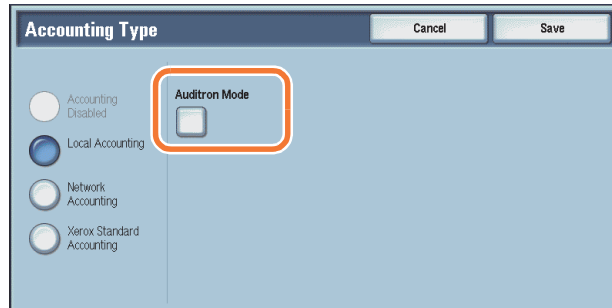 Accounting Type
Cancel
Save
Accounting
Disabled
Local Accounting
Network
Accounting
Xerox Standard
Accounting
Auditron Mode